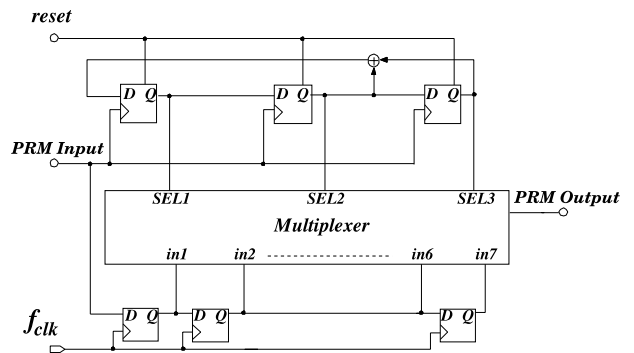 reset
D Q D Q D Q
PRM Input
SEL1 SEL2 SEL3
PRM Output
Multiplexer
in1 in2 in6 in7
D Q D Q D Q
fclk